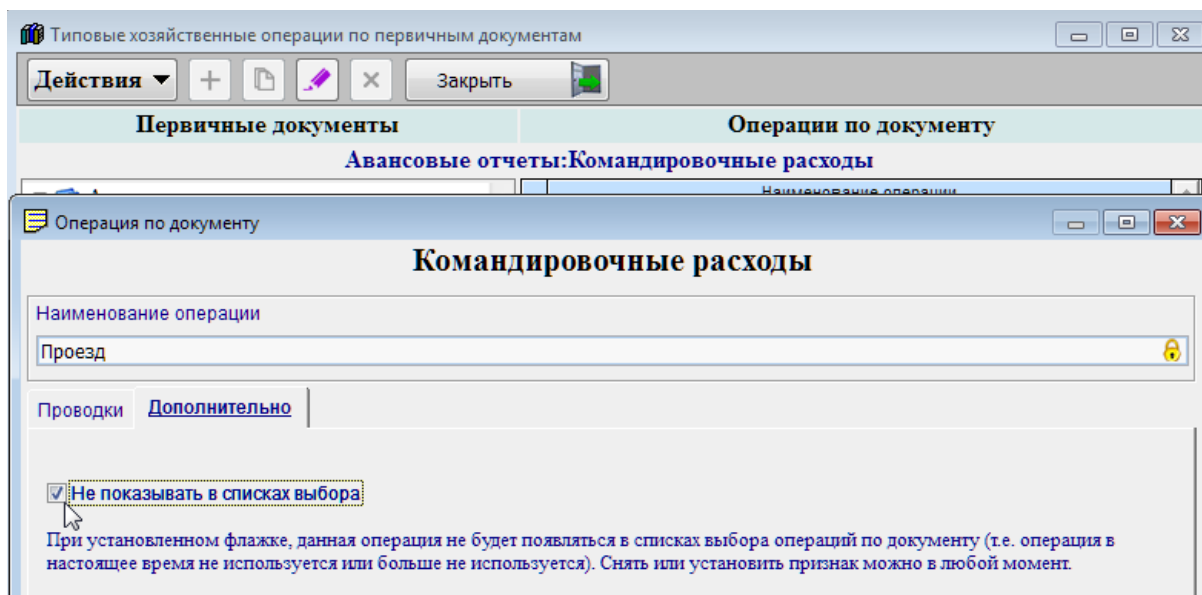 Типовые хозяйственные операции по первичным документам
Действия
Закрыть
Первичные документы
Операции по документу
Авансовые отчеты:Командировочные расходы
Наименование операции
Операция по документу
Командировочные расходы
Наименование операции
Проезд
Проводки
Дополнительно
Не показывать в списках выбора
При установленном флажке, данная операция не будет появляться в списках выбора операций по документу (т.е. операция в
настоящее время не используется или больше не используется). Снять или установить признак можно в любой момент.